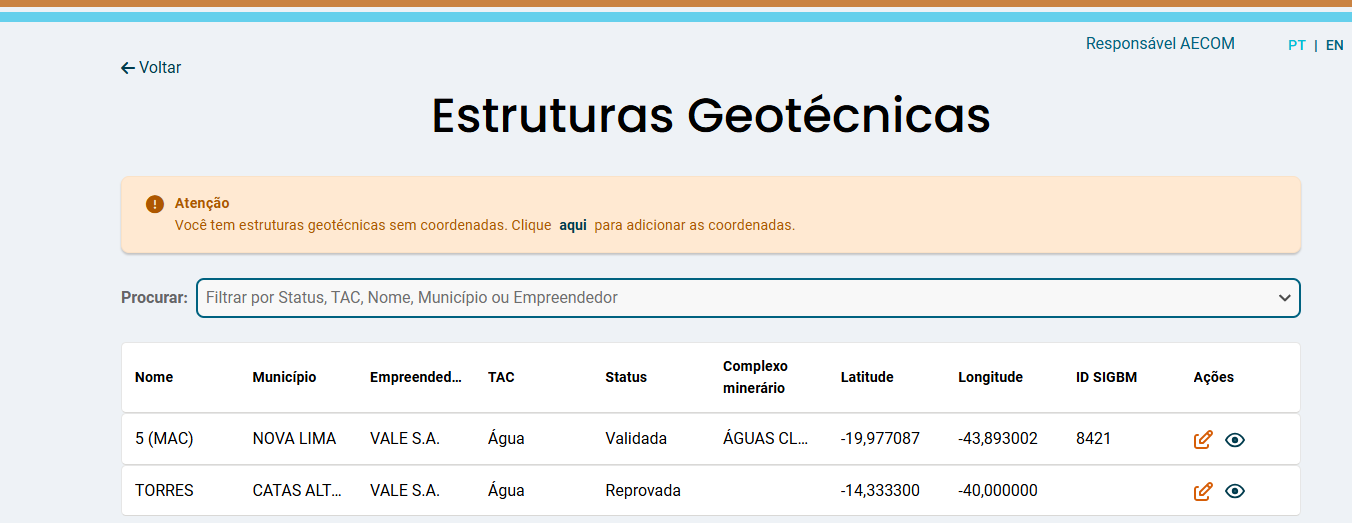 Responsável AECOM PT | EN
Voltar
Estruturas Geotécnicas
Atenção
Você tem estruturas geotécnicas sem coordenadas. Clique aqui para adicionar as coordenadas.
Procurar: Filtrar por Status, TAC, Nome, Município ou Empreendedor
Nome Município Empreended... TAC Status Complexo minerário Latitude Longitude ID SIGBM Ações
5 (MAC) NOVA LIMA VALE S.A. Água Validada ÁGUAS CL... -19,977087 -43,893002 8421
TORRES CATAS ALT... VALE S.A. Água Reprovada -14,333300 -40,000000